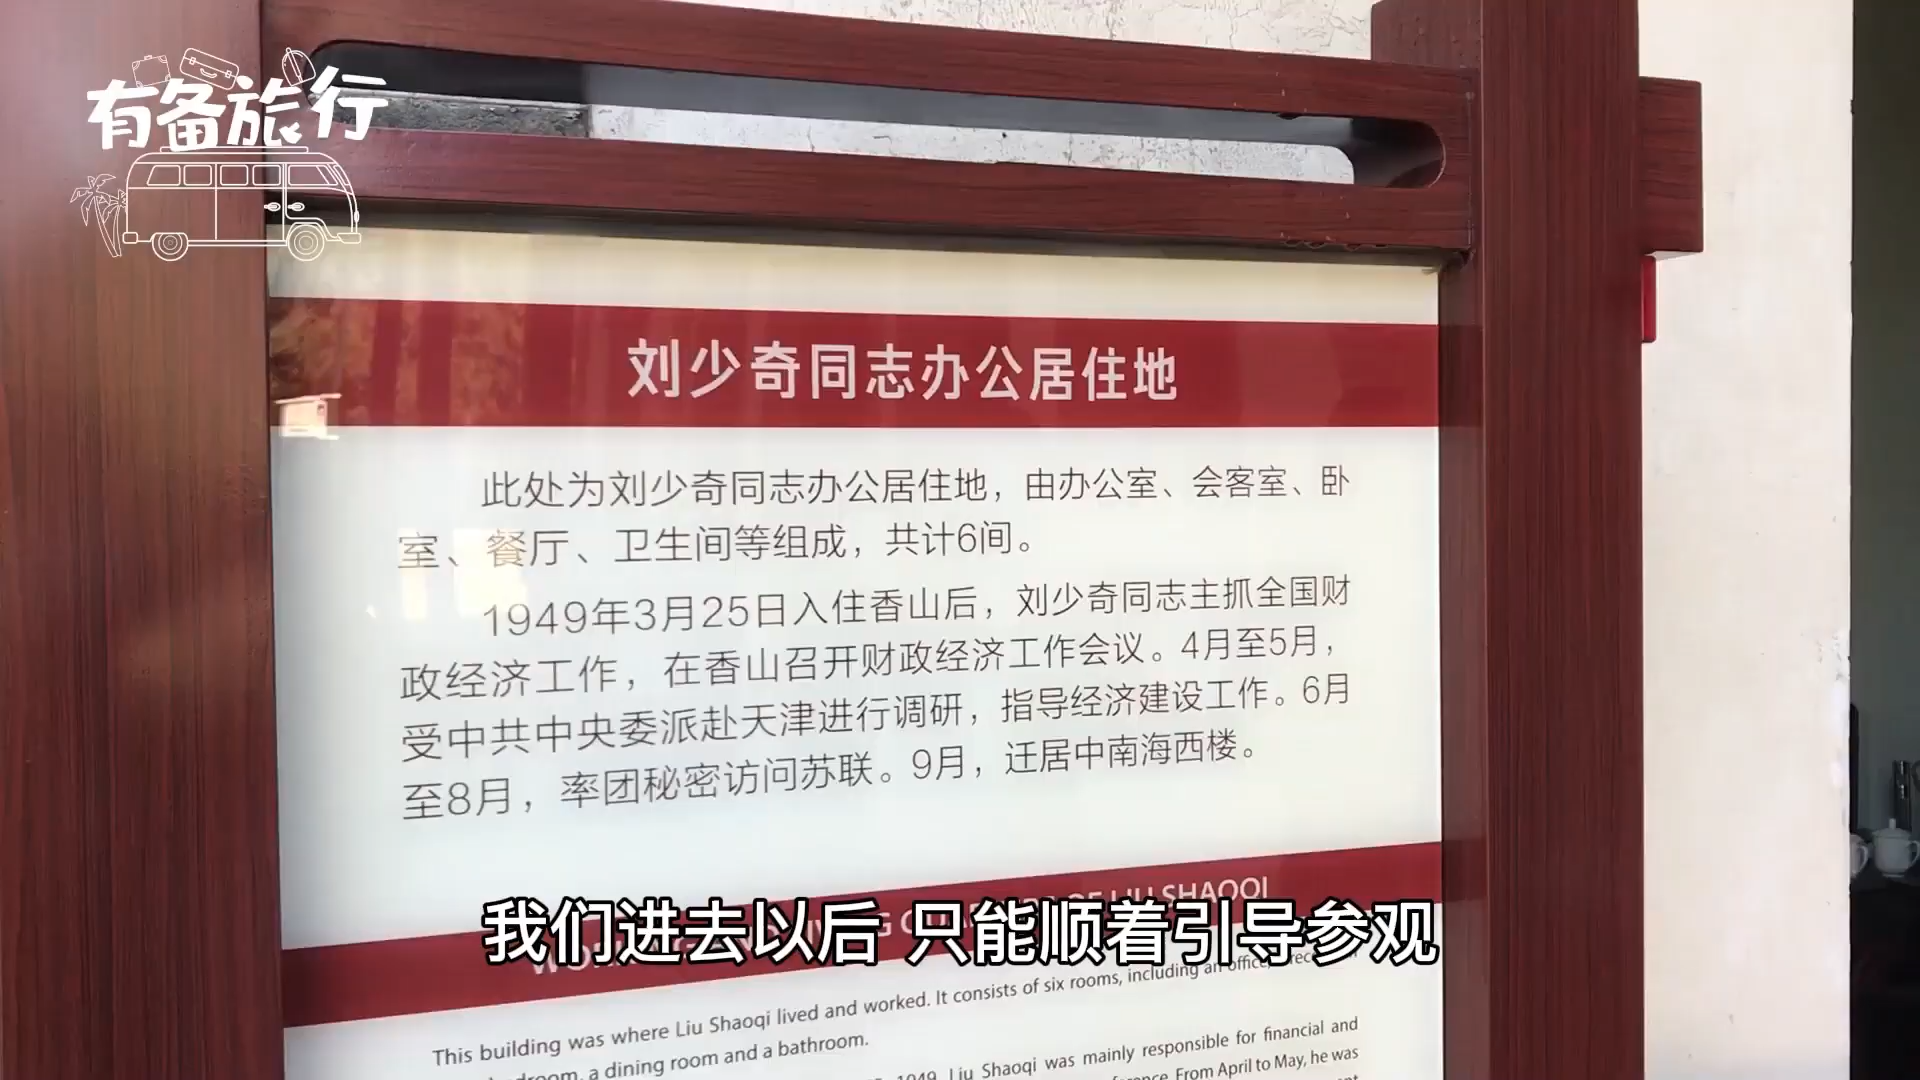 有备旅行
刘少奇同志办公居住地
此处为刘少奇同志办公居住地，由办公室、会客室、卧
室、餐厅、卫生间等组成，共计6间。
1949年3月25日入住香山后，刘少奇同志主抓全国财
政经济工作，在香山召开财政经济工作会议。4月至5月，
受中共中央委派赴天津进行调研，指导经济建设工作。6月
至8月，率团秘密访问苏联。9月，迁居中南海西楼。
OF LIU SHAOQI
我们进去以后 只能顺着引导参观
This building was where Liu Shaoqi lived and worked. It consists of six rooms, including an office,
a dining room and a bathroom.
1949, Liu Shaoqi was mainly responsible for financial and
From April to May, he was